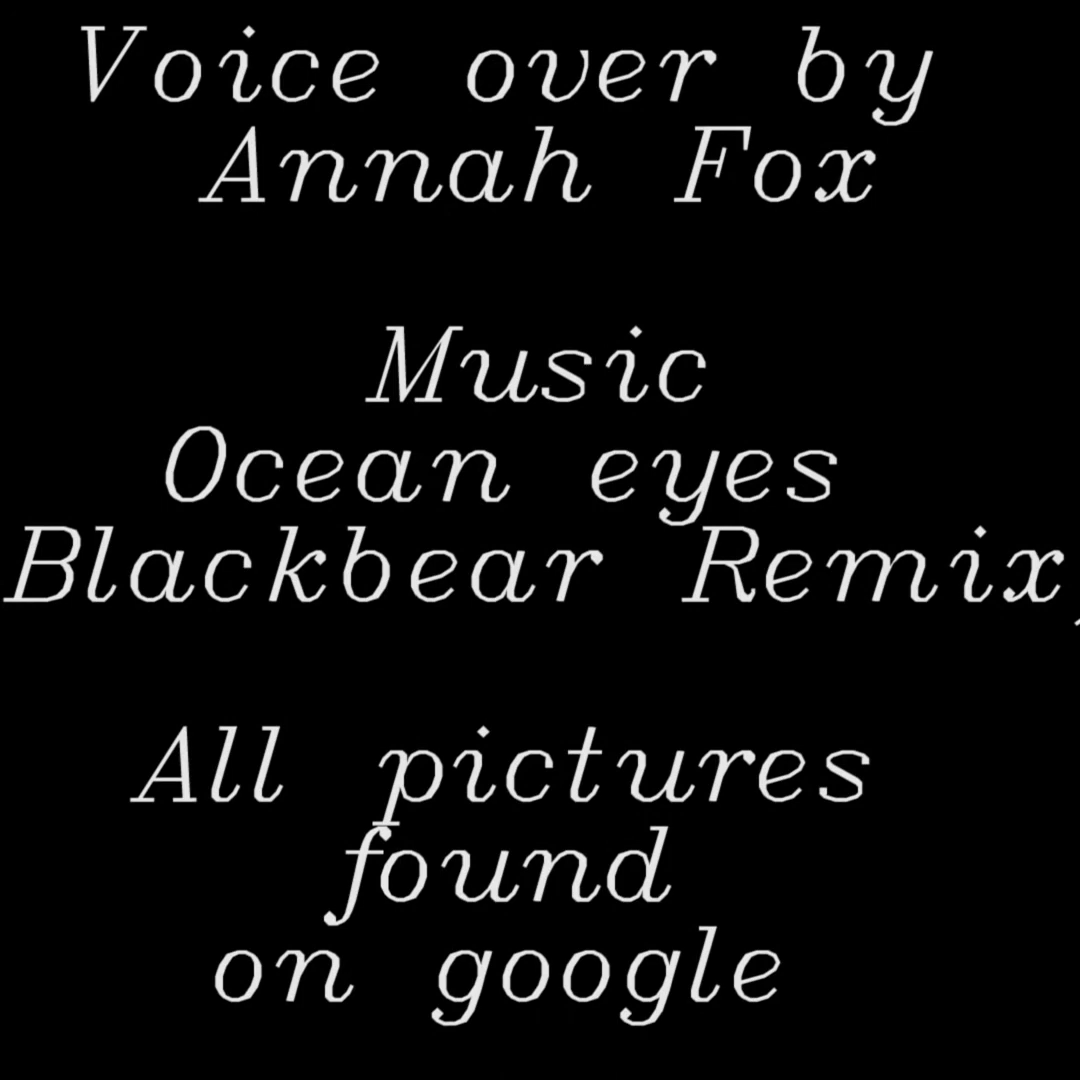 Voice over by
Annah Fox
Music
Ocean eyes
Blackbear Remix,
All pictures
found
on google